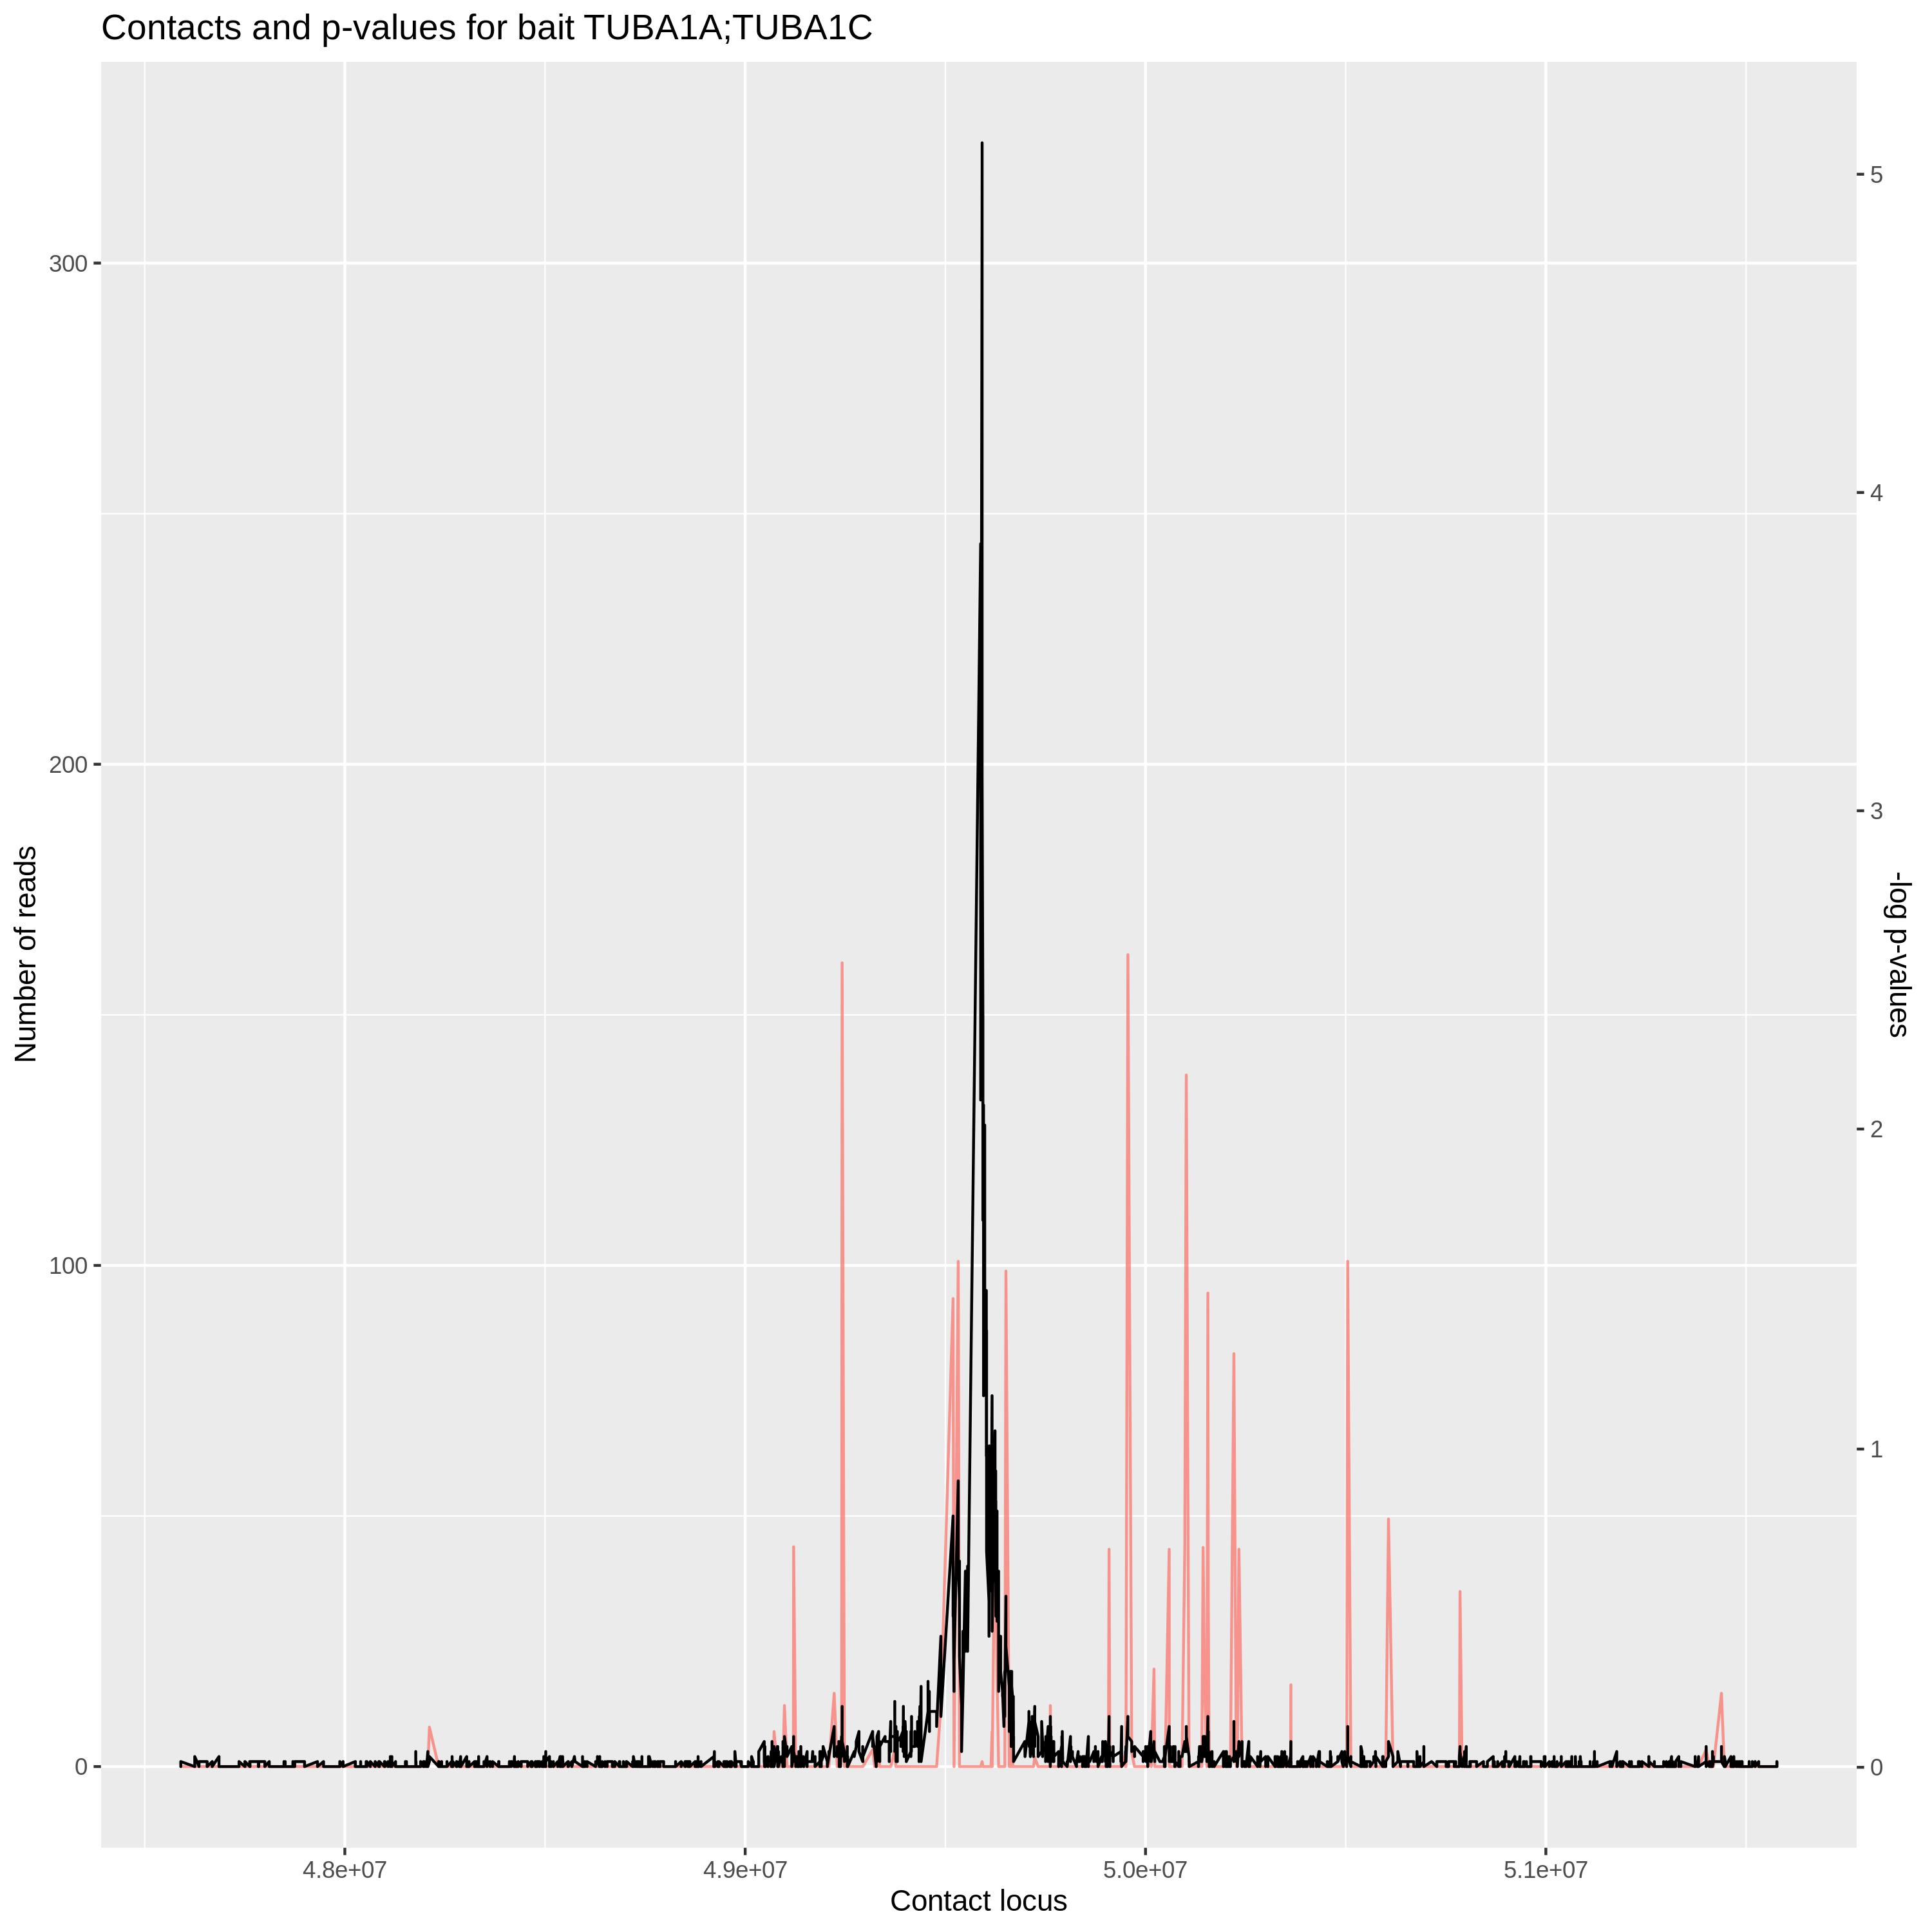 Contacts and p-values for bait TUBA1A;TUBA1C
Number of reads
300
200
100
0
5
4
3
2
1
0
-log p-values
4.8e+07
4.9e+07
5.0e+07
5.1e+07
Contact locus